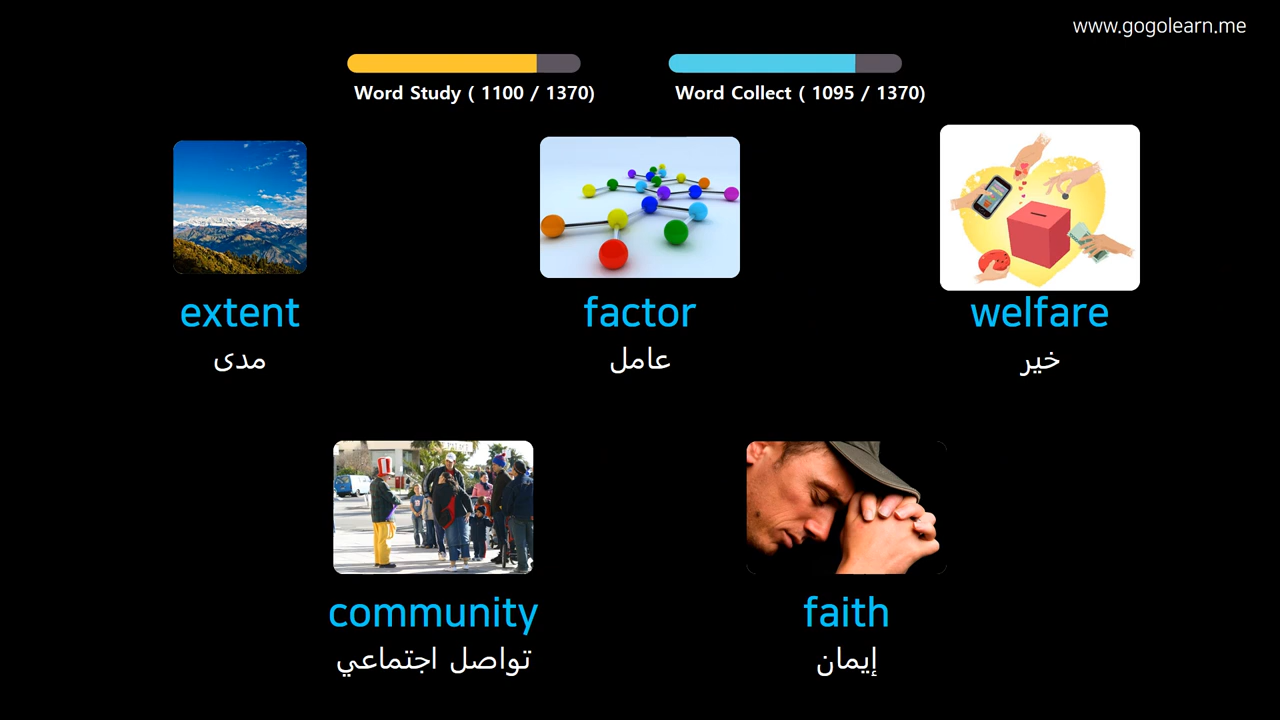 www.gogolearn.me
Word Study ( 1100 / 1370)
Word Collect ( 1095 / 1370)
extent
مدى
factor
عامل
welfare
خير
community
تواصل اجتماعي
faith
إيمان